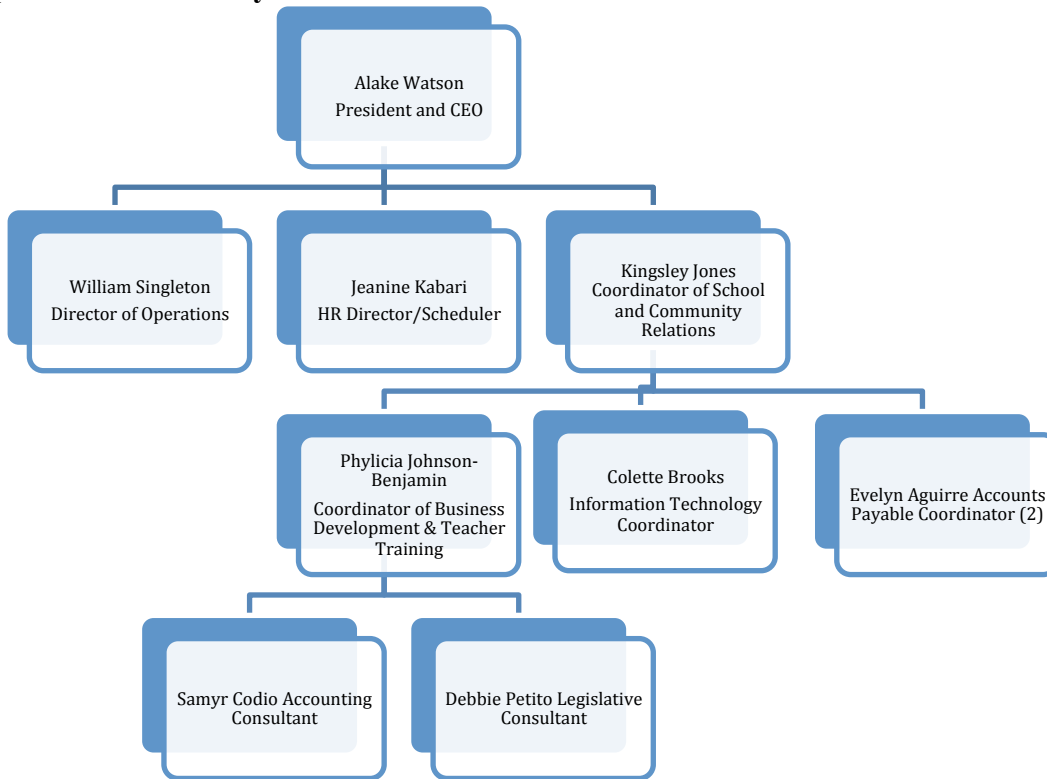 Alake Watson
President and CEO
William Singleton
Director of Operations
Jeanine Kabari
HR Director/Scheduler
Kingsley Jones
Coordinator of School
and Community
Relations
Phylicia Johnson-
Benjamin
Coordinator of Business
Development & Teacher
Training
Colette Brooks
Information Technology
Coordinator
Evelyn Aguirre Accounts
Payable Coordinator (2)
Samyr Codio Accounting
Consultant
Debbie Petito Legislative
Consultant